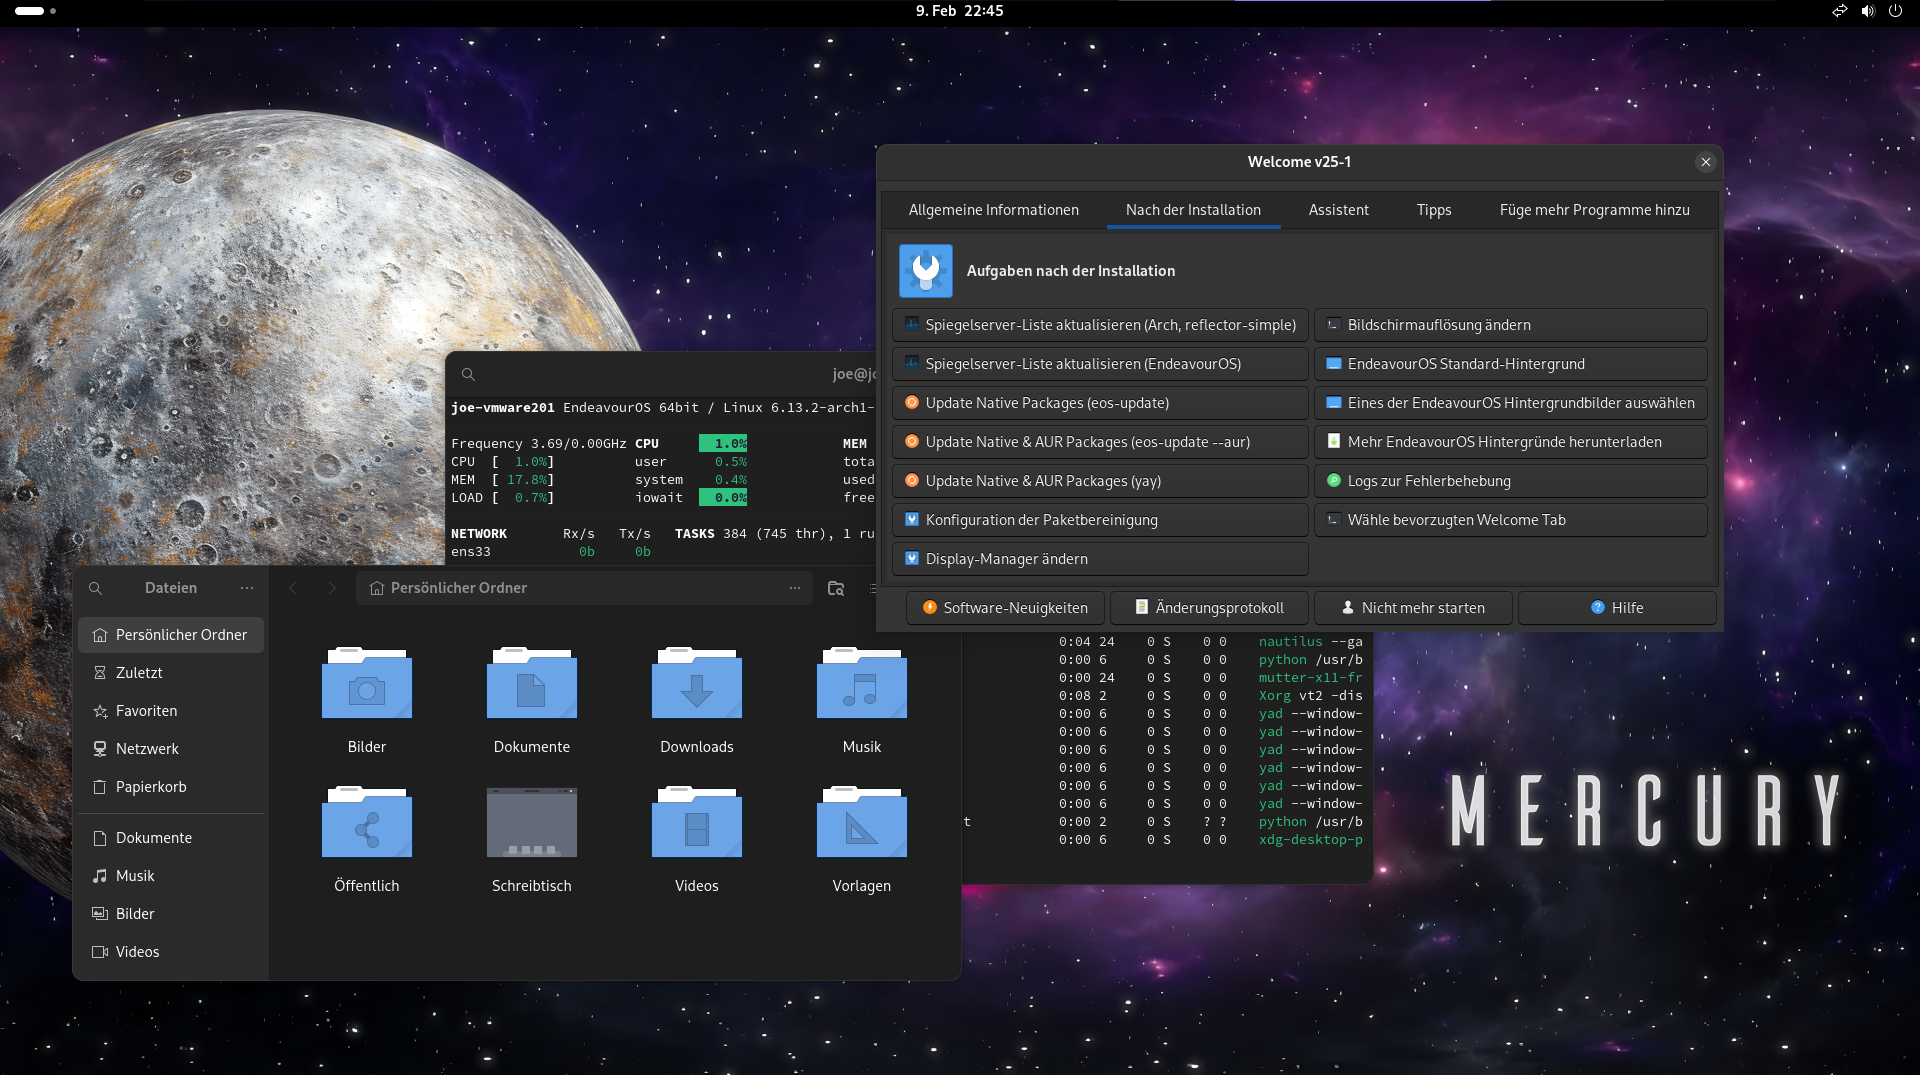 9. Feb 22:45
Welcome v25-1
Allgemeine Informationen
Nach der Installation
Assistent
Tipps
Füge mehr Programme hinzu
Aufgaben nach der Installation
Spiegelserver-Liste aktualisieren (Arch, reflector-simple)
Bildschirmauflösung ändern
Spiegelserver-Liste aktualisieren (EndeavourOS)
EndeavourOS Standard-Hintergrund
Update Native Packages (eos-update)
Eines der EndeavourOS Hintergrundbilder auswählen
Update Native & AUR Packages (eos-update --aur)
Mehr EndeavourOS Hintergründe herunterladen
Update Native & AUR Packages (yay)
Logs zur Fehlerbehebung
Konfiguration der Paketbereinigung
Wähle bevorzugten Welcome Tab
Display-Manager ändern
Software-Neuigkeiten
Änderungsprotokoll
Nicht mehr starten
Hilfe
joe@jo
joe-vmware201 EndeavourOS 64bit / Linux 6.13.2-arch1-
Frequency 3.69/0.00GHz CPU 1.0% MEM
CPU [ 1.0%] user 0.5% tota
MEM [ 17.8%] system 0.4% used
LOAD [ 0.7%] iowait 0.0% free
NETWORK Rx/s Tx/s TASKS 384 (745 thr), 1 ru
ens33 0b 0b
0:04 24 0 S 0 0 nautilus --ga
0:00 6 0 S 0 0 python /usr/b
0:00 24 0 S 0 0 mutter-x11-fr
0:08 2 0 S 0 0 Xorg vt2 -dis
0:00 6 0 S 0 0 yad --window-
0:00 6 0 S 0 0 yad --window-
0:00 6 0 S 0 0 yad --window-
0:00 6 0 S 0 0 yad --window-
0:00 6 0 S 0 0 yad --window-
0:00 6 0 S 0 0 yad --window-
t 0:00 2 0 S ? ? python /usr/b
0:00 6 0 S 0 0 xdg-desktop-p
Dateien
Persönlicher Ordner
Persönlicher Ordner
Zuletzt
Favoriten
Netzwerk
Papierkorb
Dokumente
Musik
Bilder
Videos
Bilder
Dokumente
Downloads
Musik
Öffentlich
Schreibtisch
Videos
Vorlagen
MERCURY